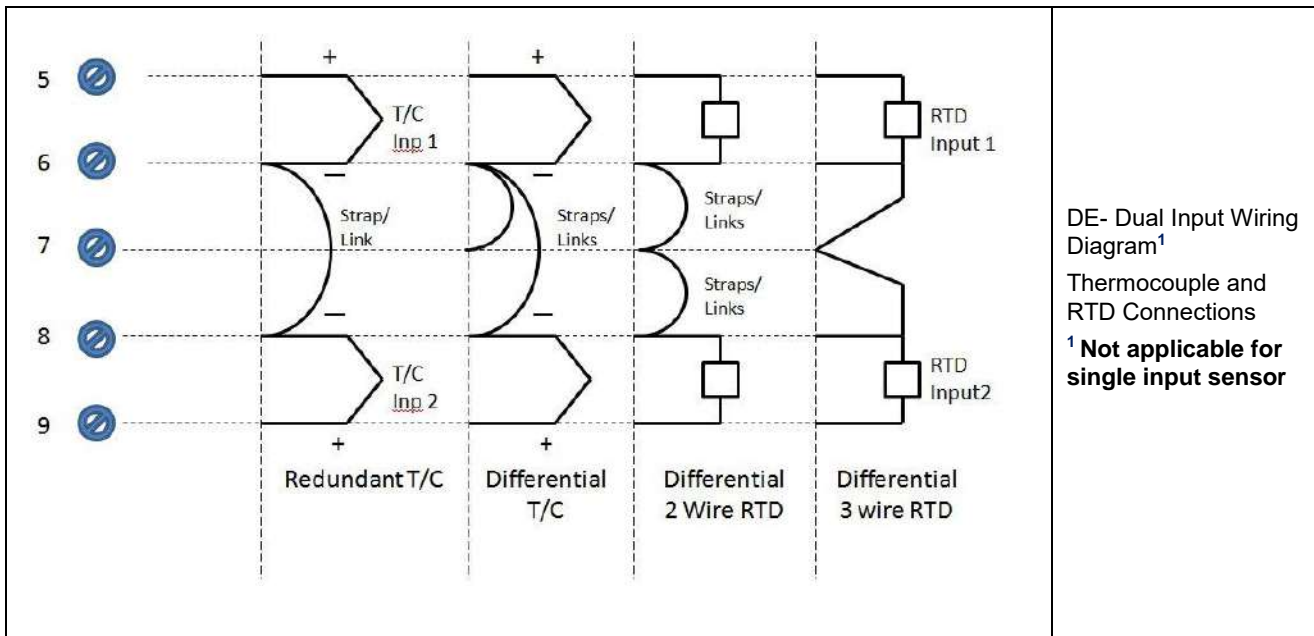 5
6
7
8
9
+
T/C
Inp 1
—
Strap/
Link
—
T/C
Inp 2
+
Redundant T/C
+
—
Straps/
Links
—
+
Differential
T/C
Straps/
Links
Straps/
Links
Differential
2 Wire RTD
RTD
Input 1
RTD
Input2
Differential
3 wire RTD
DE- Dual Input Wiring
Diagram¹
Thermocouple and
RTD Connections
¹ Not applicable for
single input sensor